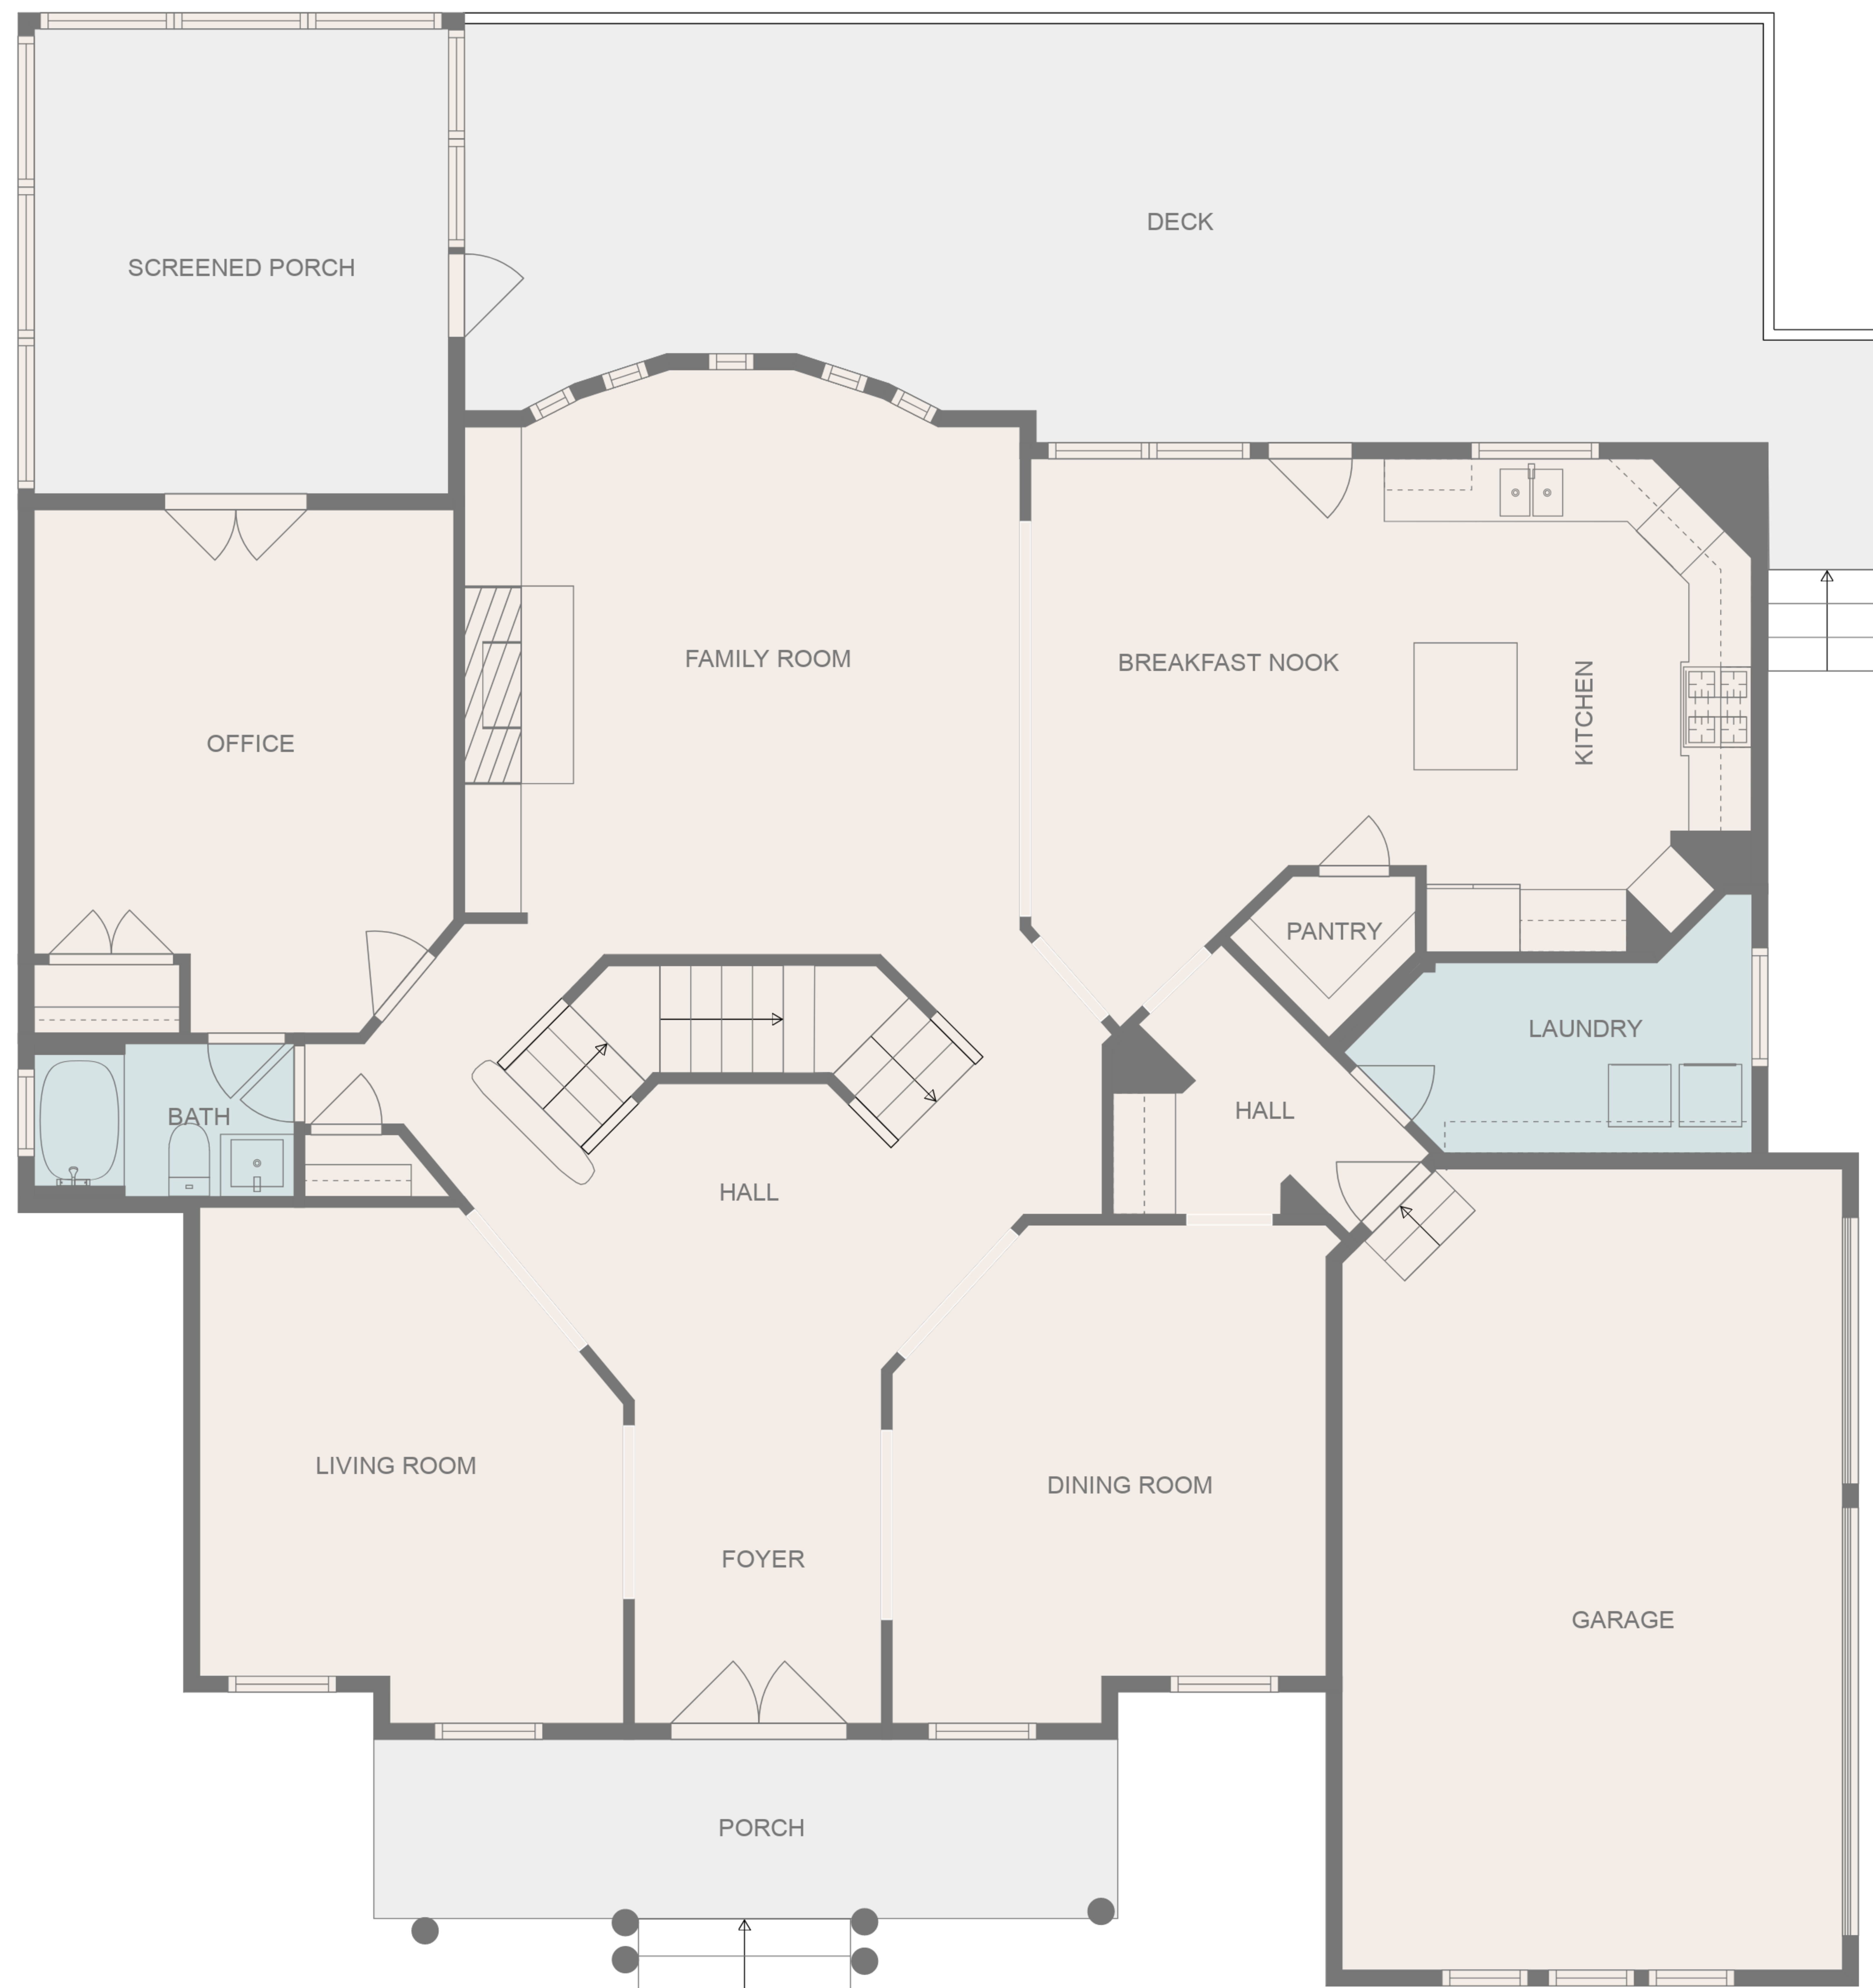 DECK
SCREENED PORCH
FAMILY ROOM
BREAKFAST NOOK
KITCHEN
OFFICE
PANTRY
LAUNDRY
BATH
HALL
HALL
LIVING ROOM
DINING ROOM
FOYER
GARAGE
PORCH